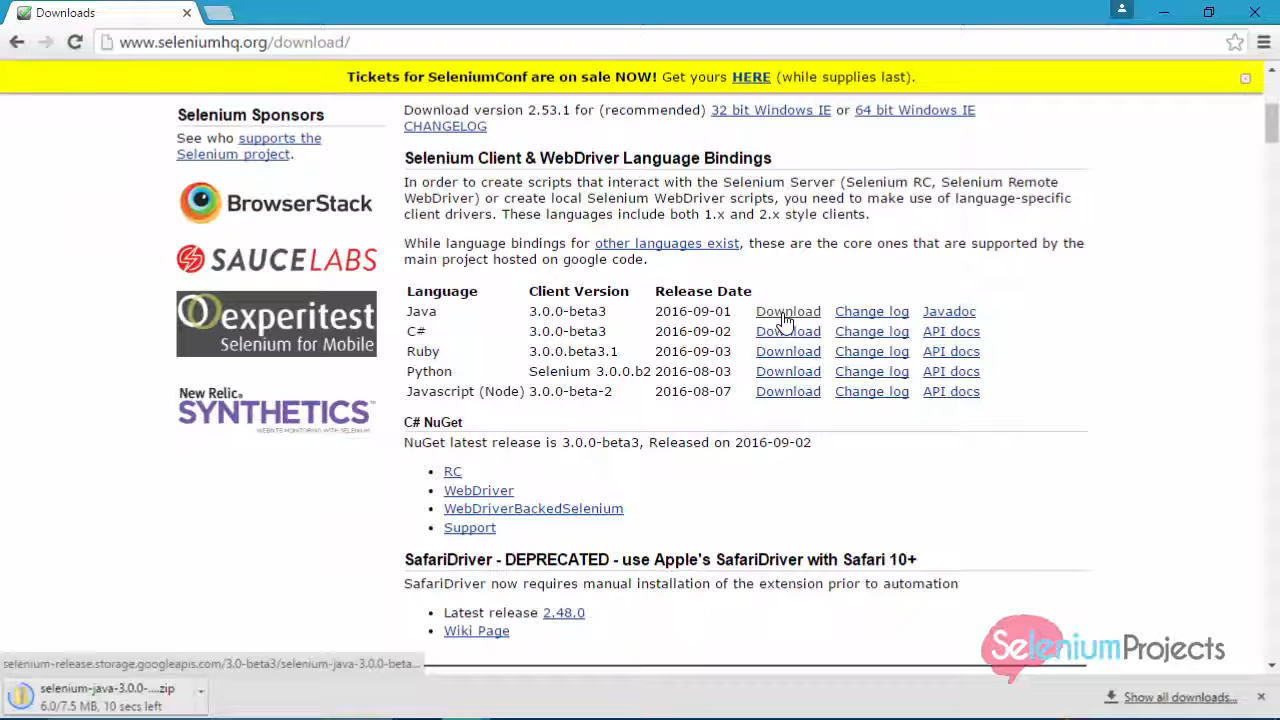 Downloads
www.seleniumhq.org/download/
Tickets for SeleniumConf are on sale NOW! Get yours HERE (while supplies last).
Selenium Sponsors
See who supports the
Selenium project.
BrowserStack
SAUCELABS
experitest
Selenium for Mobile
New Relic
SYNTHETICS™
WEBSITE MONITORING WITH SELENIUM
Download version 2.53.1 for (recommended) 32 bit Windows IE or 64 bit Windows IE
CHANGELOG
Selenium Client & WebDriver Language Bindings
In order to create scripts that interact with the Selenium Server (Selenium RC, Selenium Remote
WebDriver) or create local Selenium WebDriver scripts, you need to make use of language-specific
client drivers. These languages include both 1.x and 2.x style clients.
While language bindings for other languages exist, these are the core ones that are supported by the
main project hosted on google code.
Language Client Version Release Date
Java 3.0.0-beta3 2016-09-01 Download Change log Javadoc
C# 3.0.0-beta3 2016-09-02 Download Change log API docs
Ruby 3.0.0.beta3.1 2016-09-03 Download Change log API docs
Python Selenium 3.0.0.b2 2016-08-03 Download Change log API docs
Javascript (Node) 3.0.0-beta-2 2016-08-07 Download Change log API docs
C# NuGet
NuGet latest release is 3.0.0-beta3, Released on 2016-09-02
• RC
• WebDriver
• WebDriverBackedSelenium
• Support
SafariDriver - DEPRECATED - use Apple's SafariDriver with Safari 10+
SafariDriver now requires manual installation of the extension prior to automation
• Latest release 2.48.0
• Wiki Page
SeleniumProjects
selenium-release.storage.googleapis.com/3.0-beta3/selenium-java-3.0.0-beta...
selenium-java-3.0.0-....zip
6.0/7.5 MB, 10 secs left
Show all downloads...